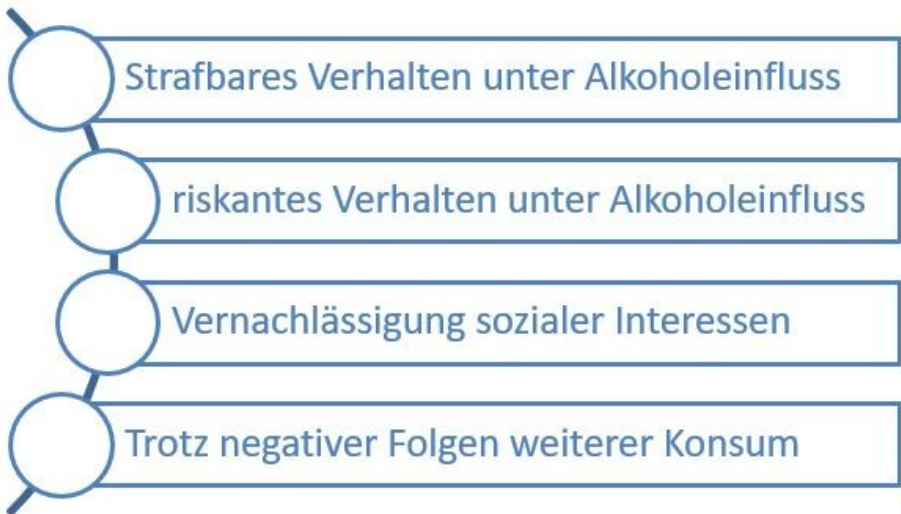 Strafbares Verhalten unter Alkoholeinfluss
riskantes Verhalten unter Alkoholeinfluss
Vernachlässigung sozialer Interessen
Trotz negativer Folgen weiterer Konsum